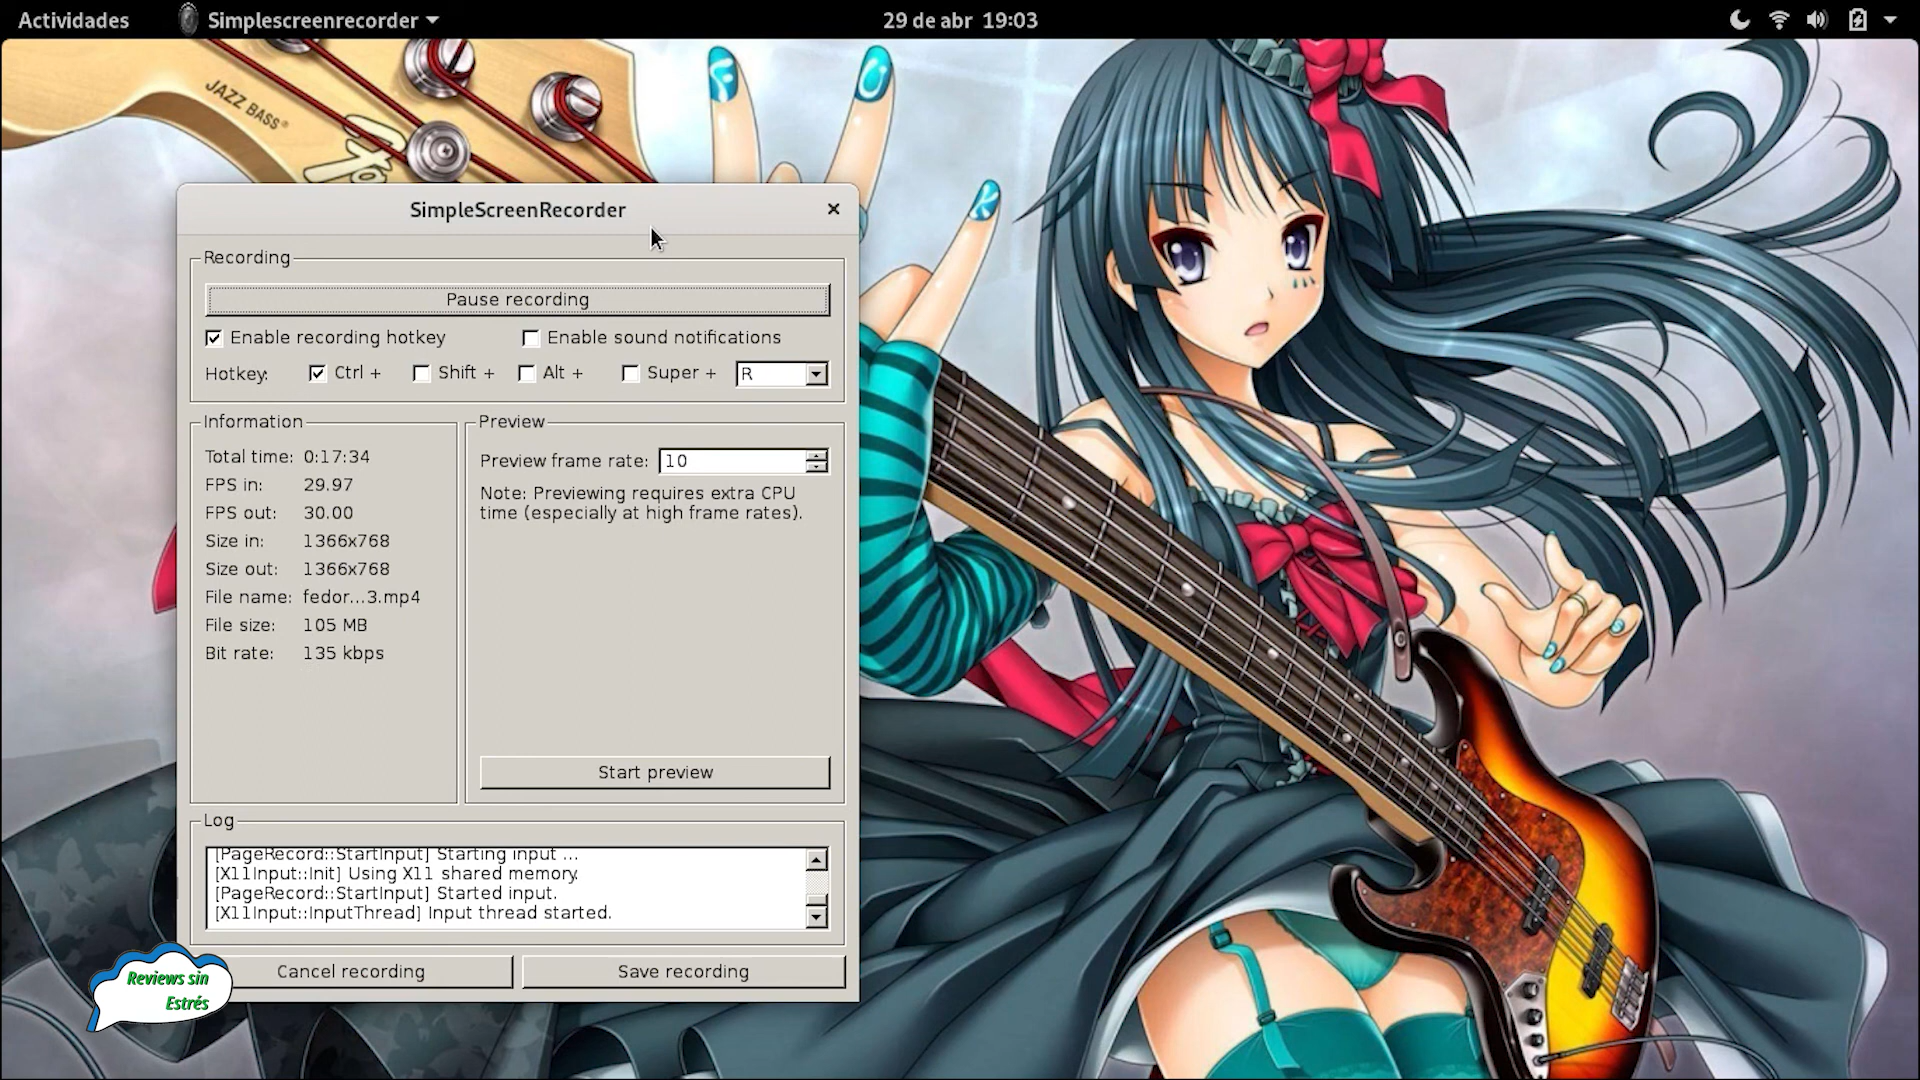 Actividades
Simplescreenrecorder
29 de abr 19:03
JAZZ BASS®
SimpleScreenRecorder
Recording
Pause recording
Enable recording hotkey
Enable sound notifications
Hotkey: Ctrl + Shift + Alt + Super + R
Information
Total time: 0:17:34
FPS in: 29.97
FPS out: 30.00
Size in: 1366x768
Size out: 1366x768
File name: fedor...3.mp4
File size: 105 MB
Bit rate: 135 kbps
Preview
Preview frame rate: 10
Note: Previewing requires extra CPU
time (especially at high frame rates).
Start preview
Log
[PageRecord::StartInput] Starting input ...
[X11Input::Init] Using X11 shared memory.
[PageRecord::StartInput] Started input.
[X11Input::InputThread] Input thread started.
Cancel recording
Save recording
Reviews sin
Estrés